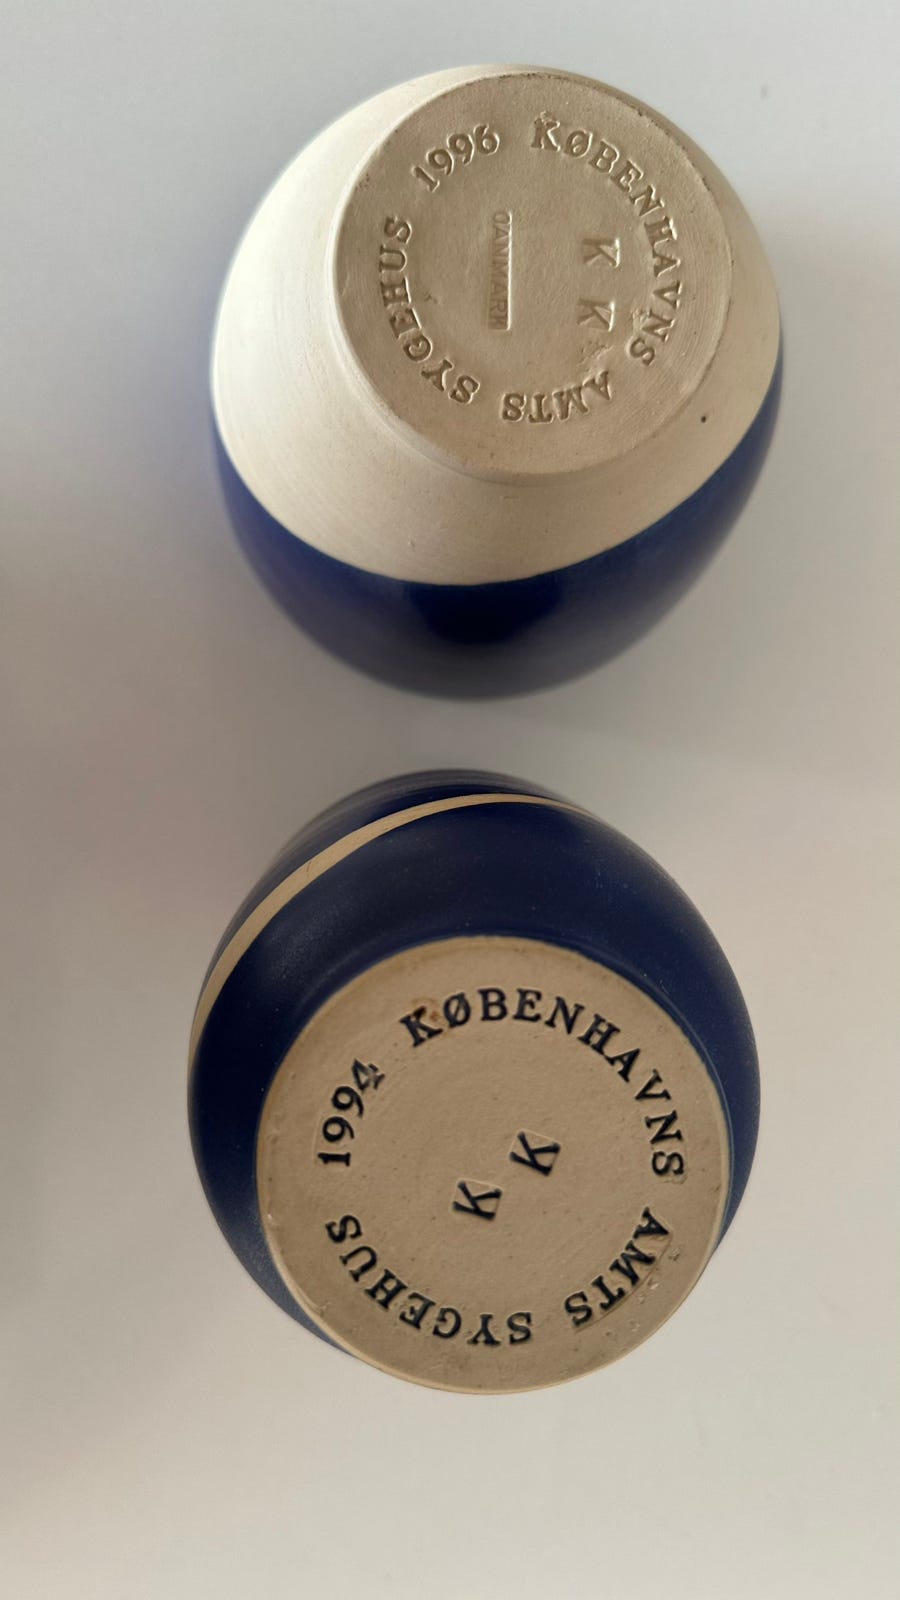 KØBENHAVNS AMTS SYGEHUS 1996
K K
DANMARK
KØBENHAVNS AMTS SYGEHUS 1994
K K